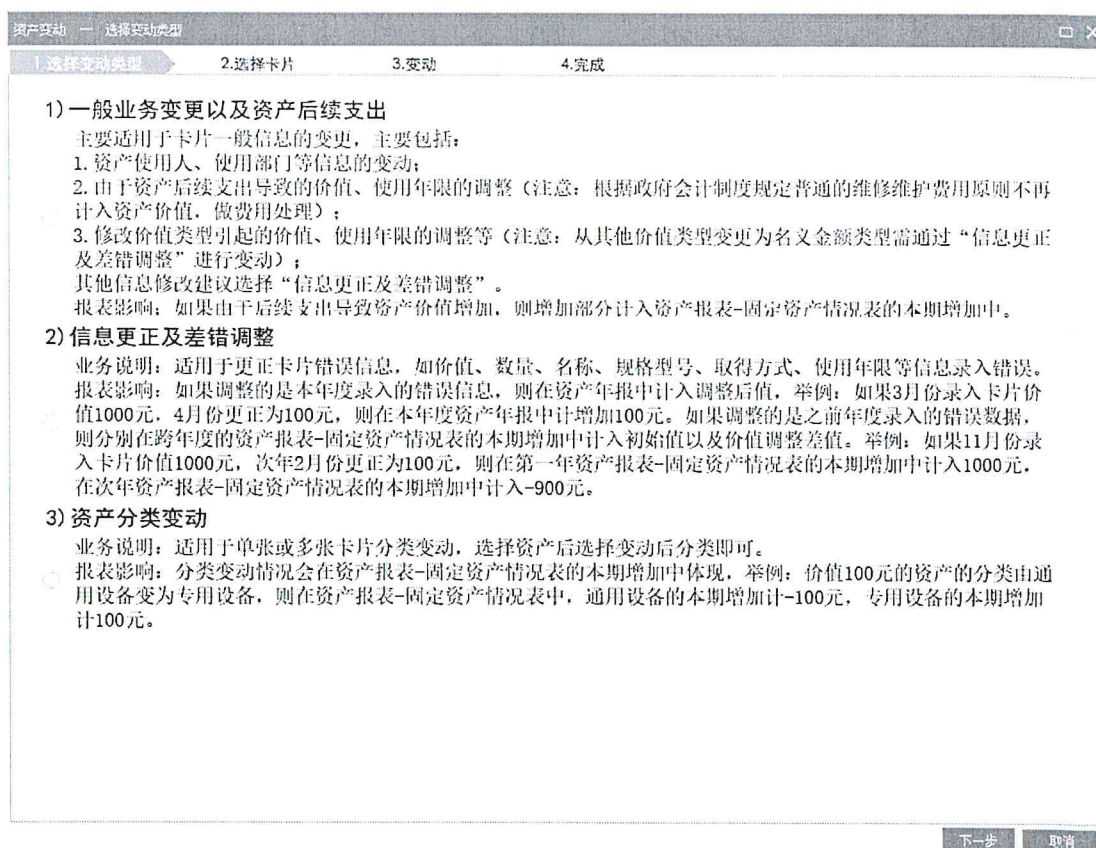 资产变动 — 选择变动类型
1.选择变动类型 2.选择卡片 3.变动 4.完成
1)一般业务变更以及资产后续支出
主要适用于卡片一般信息的变更，主要包括：
1.资产使用人、使用部门等信息的变动；
2.由于资产后续支出导致的价值、使用年限的调整（注意：根据政府会计制度规定普通的维修维护费用原则不再
计入资产价值，做费用处理）；
3.修改价值类型引起的价值、使用年限的调整等（注意：从其他价值类型变更为名义金额类型需通过“信息更正
及差错调整”进行变动）；
其他信息修改建议选择“信息更正及差错调整”。
报表影响：如果由于后续支出导致资产价值增加，则增加部分计入资产报表-固定资产情况表的本期增加中。
2)信息更正及差错调整
业务说明：适用于更正卡片错误信息，如价值、数量、名称、规格型号、取得方式、使用年限等信息录入错误。
报表影响：如果调整的是本年度录入的错误信息，则在资产年报中计入调整后值，举例：如果3月份录入卡片价
值1000元，4月份更正为100元，则在本年度资产年报中计增加100元。如果调整的是之前年度录入的错误数据，
则分别在跨年度的资产报表-固定资产情况表的本期增加中计入初始值以及价值调整差值。举例：如果11月份录
入卡片价值1000元，次年2月份更正为100元，则在第一年资产报表-固定资产情况表的本期增加中计入1000元，
在次年资产报表-固定资产情况表的本期增加中计入-900元。
3)资产分类变动
业务说明：适用于单张或多张卡片分类变动，选择资产后选择变动后分类即可。
报表影响：分类变动情况会在资产报表-固定资产情况表的本期增加中体现，举例：价值100元的资产的分类由通
用设备变为专用设备，则在资产报表-固定资产情况表中，通用设备的本期增加计-100元，专用设备的本期增加
计100元。
下一步 取消